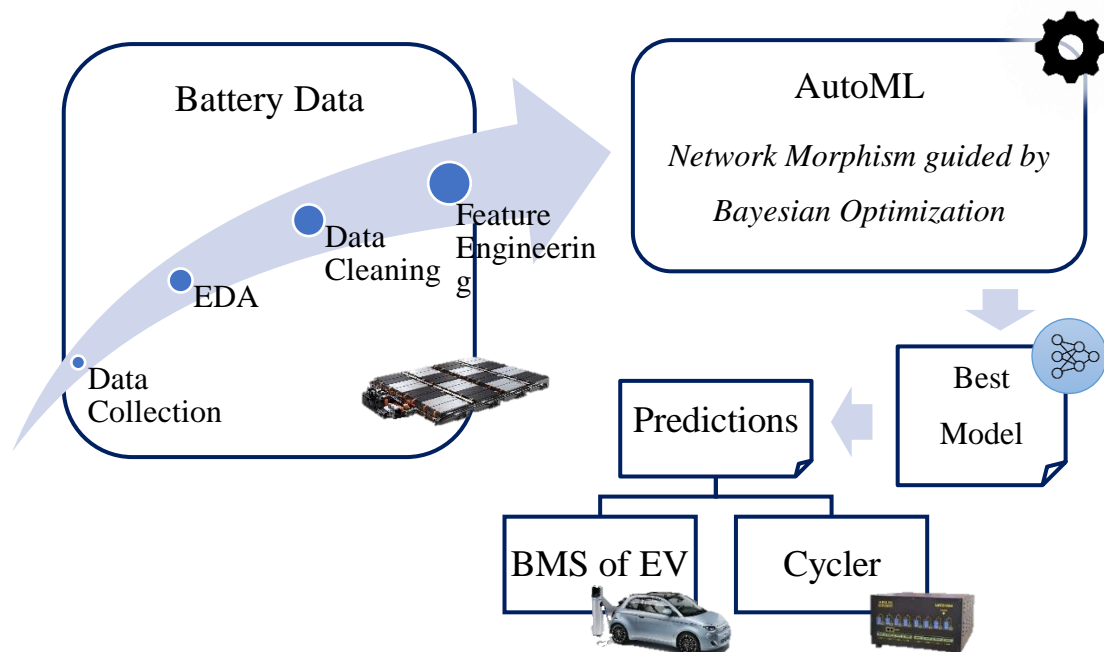 Battery Data
Data
Collection
EDA
Data
Cleaning
Feature
Engineerin
g
AutoML
Network Morphism guided by
Bayesian Optimization
Best
Model
Predictions
BMS of EV
Cycler